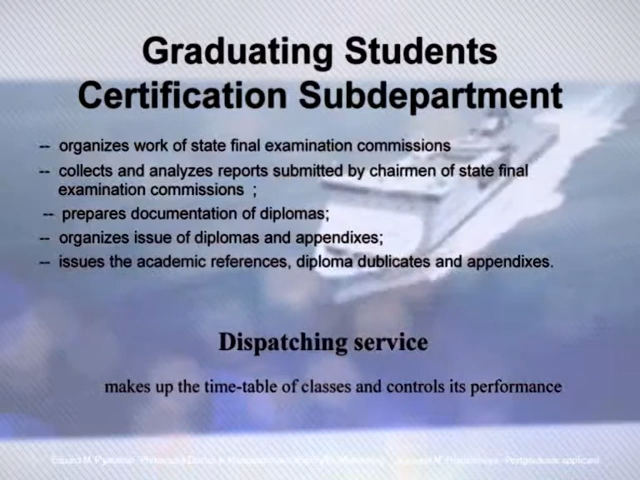 Graduating Students
Certification Subdepartment
-- organizes work of state final examination commissions
-- collects and analyzes reports submitted by chairmen of state final
examination commissions ;
-- prepares documentation of diplomas;
-- organizes issue of diplomas and appendixes;
-- issues the academic references, diploma dublicates and appendixes.
Dispatching service
makes up the time-table of classes and controls its performance
Postgraduate applicant